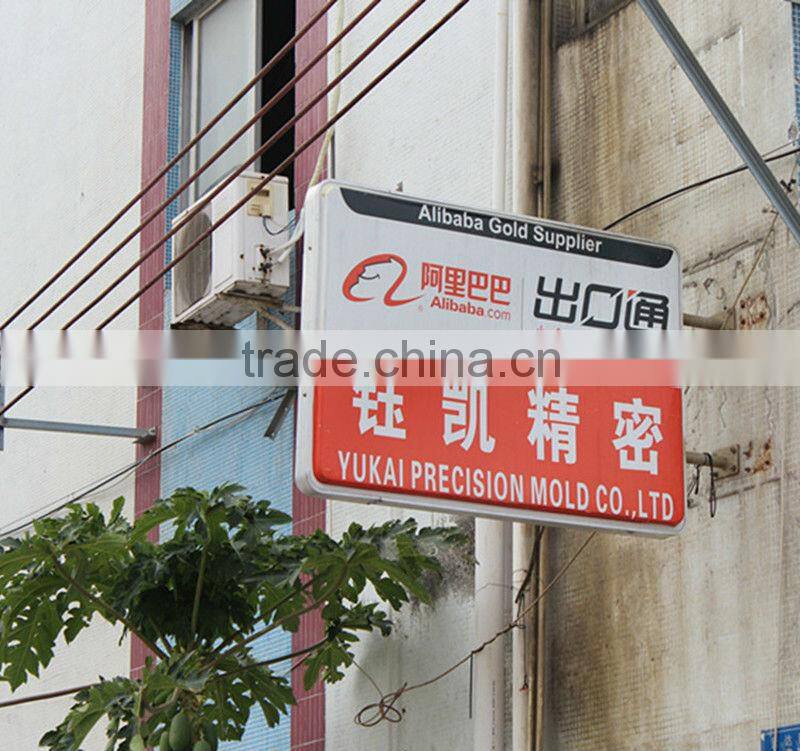 Alibaba Gold Supplier
阿里巴巴
Alibaba.com
出口通
trade.china.cn
钰凯精密
YUKAI PRECISION MOLD CO.,LTD